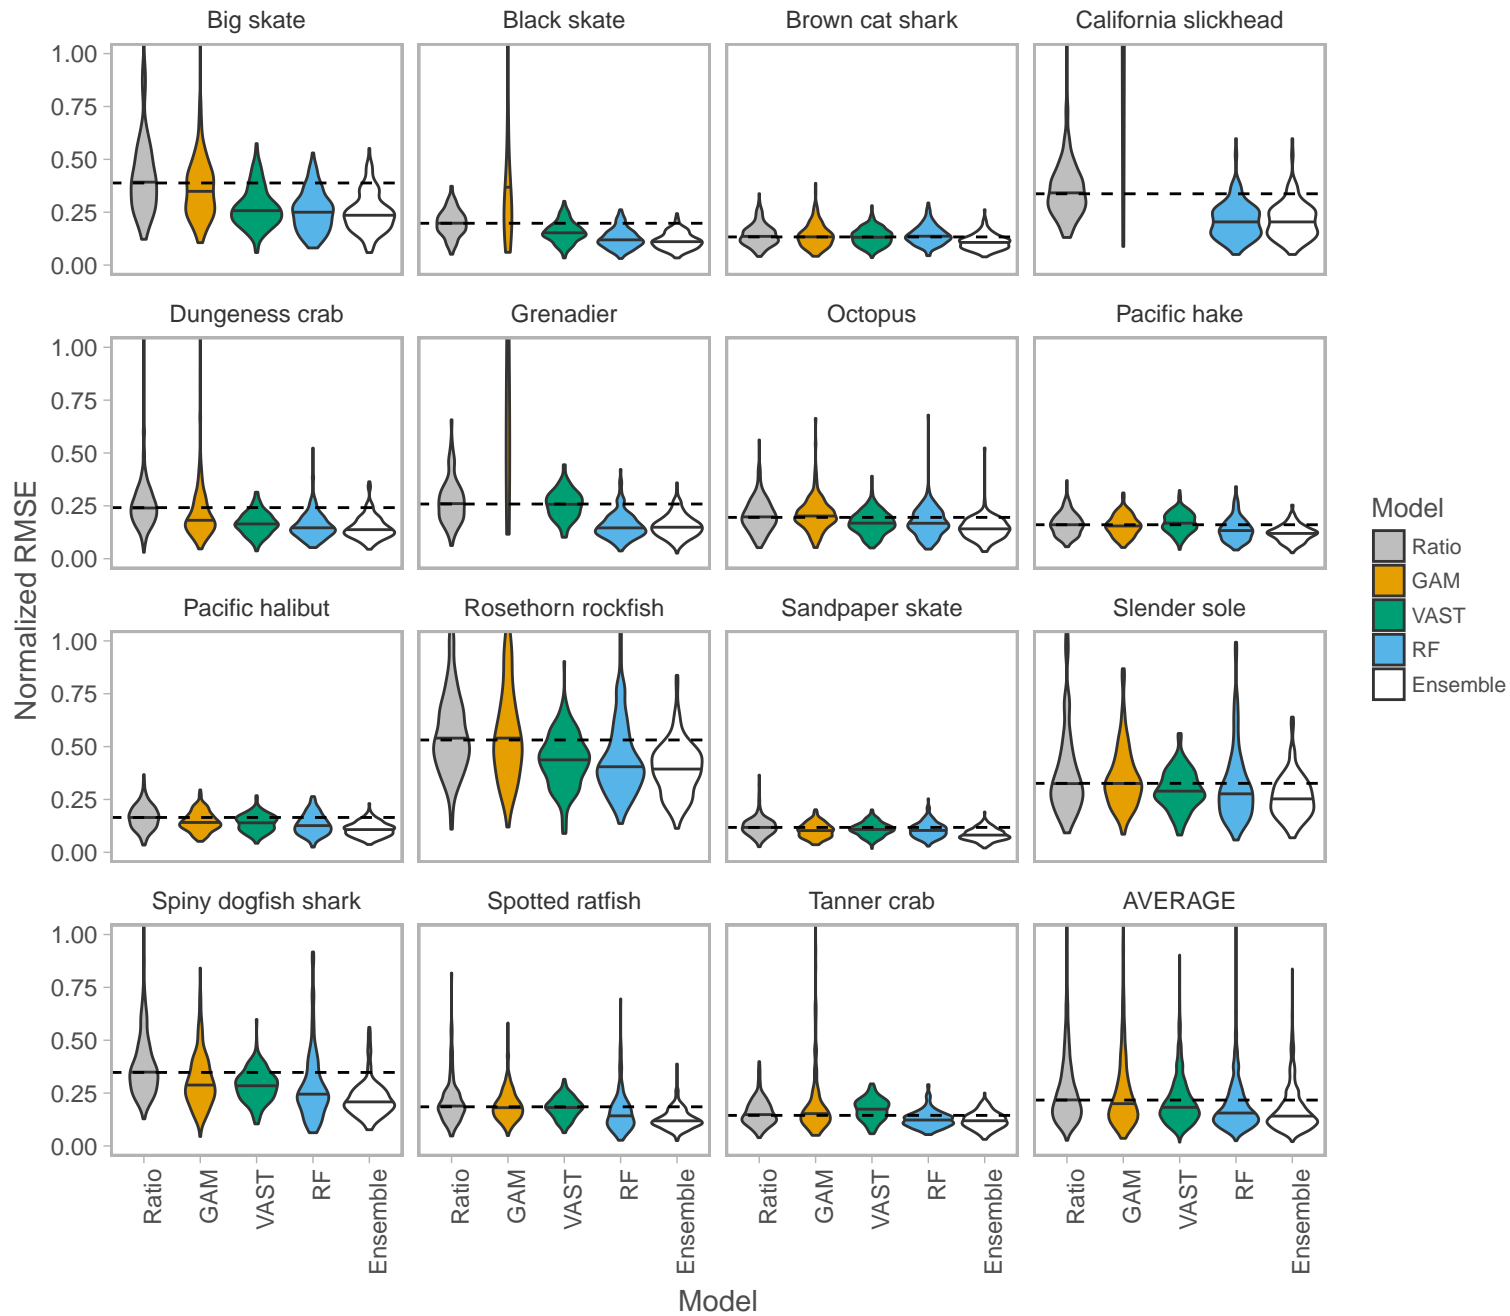 Big skate
Black skate
Brown cat shark
California slickhead
1.00
0.75
0.50
0.25
0.00
Dungeness crab
Grenadier
Octopus
Pacific hake
1.00
0.75
0.50
0.25
0.00
Pacific halibut
Rosethorn rockfish
Sandpaper skate
Slender sole
1.00
0.75
0.50
0.25
0.00
Spiny dogfish shark
Spotted ratfish
Tanner crab
AVERAGE
1.00
0.75
0.50
0.25
0.00
Normalized RMSE
Ratio
GAM
VAST
RF
Ensemble
Ratio
GAM
VAST
RF
Ensemble
Ratio
GAM
VAST
RF
Ensemble
Ratio
GAM
VAST
RF
Ensemble
Model
Model
Ratio
GAM
VAST
RF
Ensemble